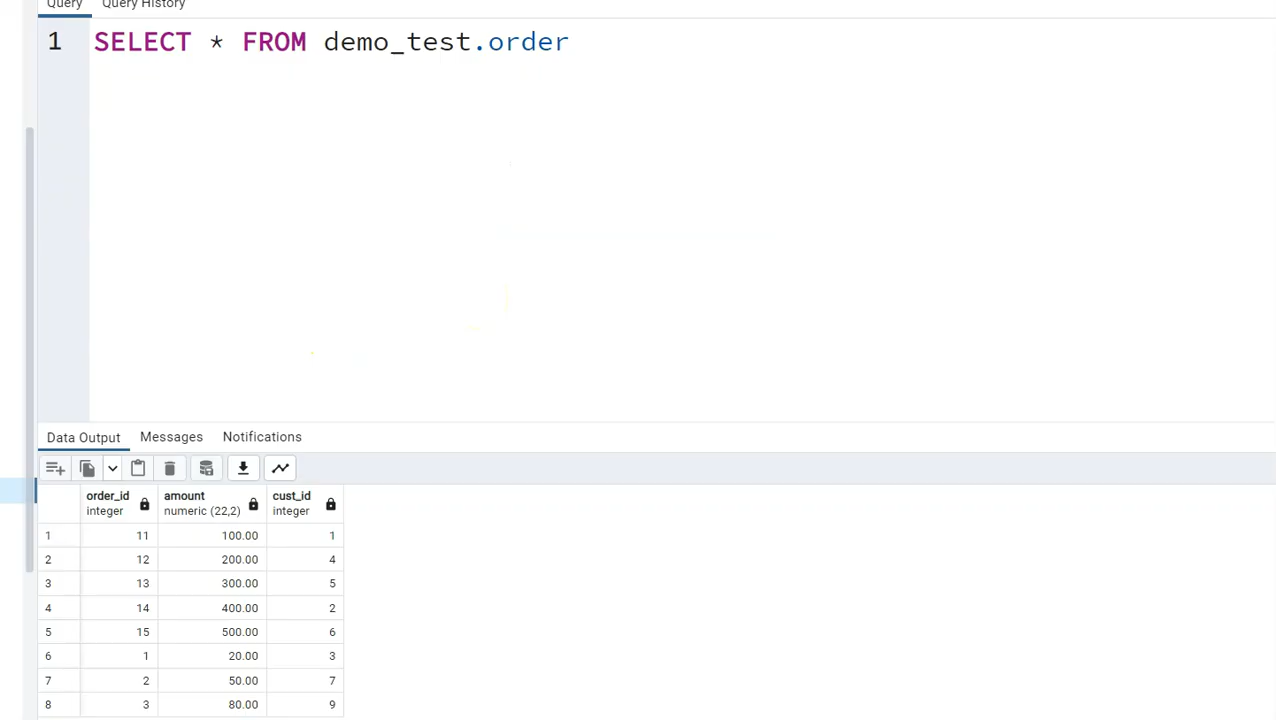 Query Query History
1 SELECT * FROM demo_test.order
Data Output Messages Notifications
order_id amount cust_id
integer numeric (22,2) integer
1 11 100.00 1
2 12 200.00 4
3 13 300.00 5
4 14 400.00 2
5 15 500.00 6
6 1 20.00 3
7 2 50.00 7
8 3 80.00 9